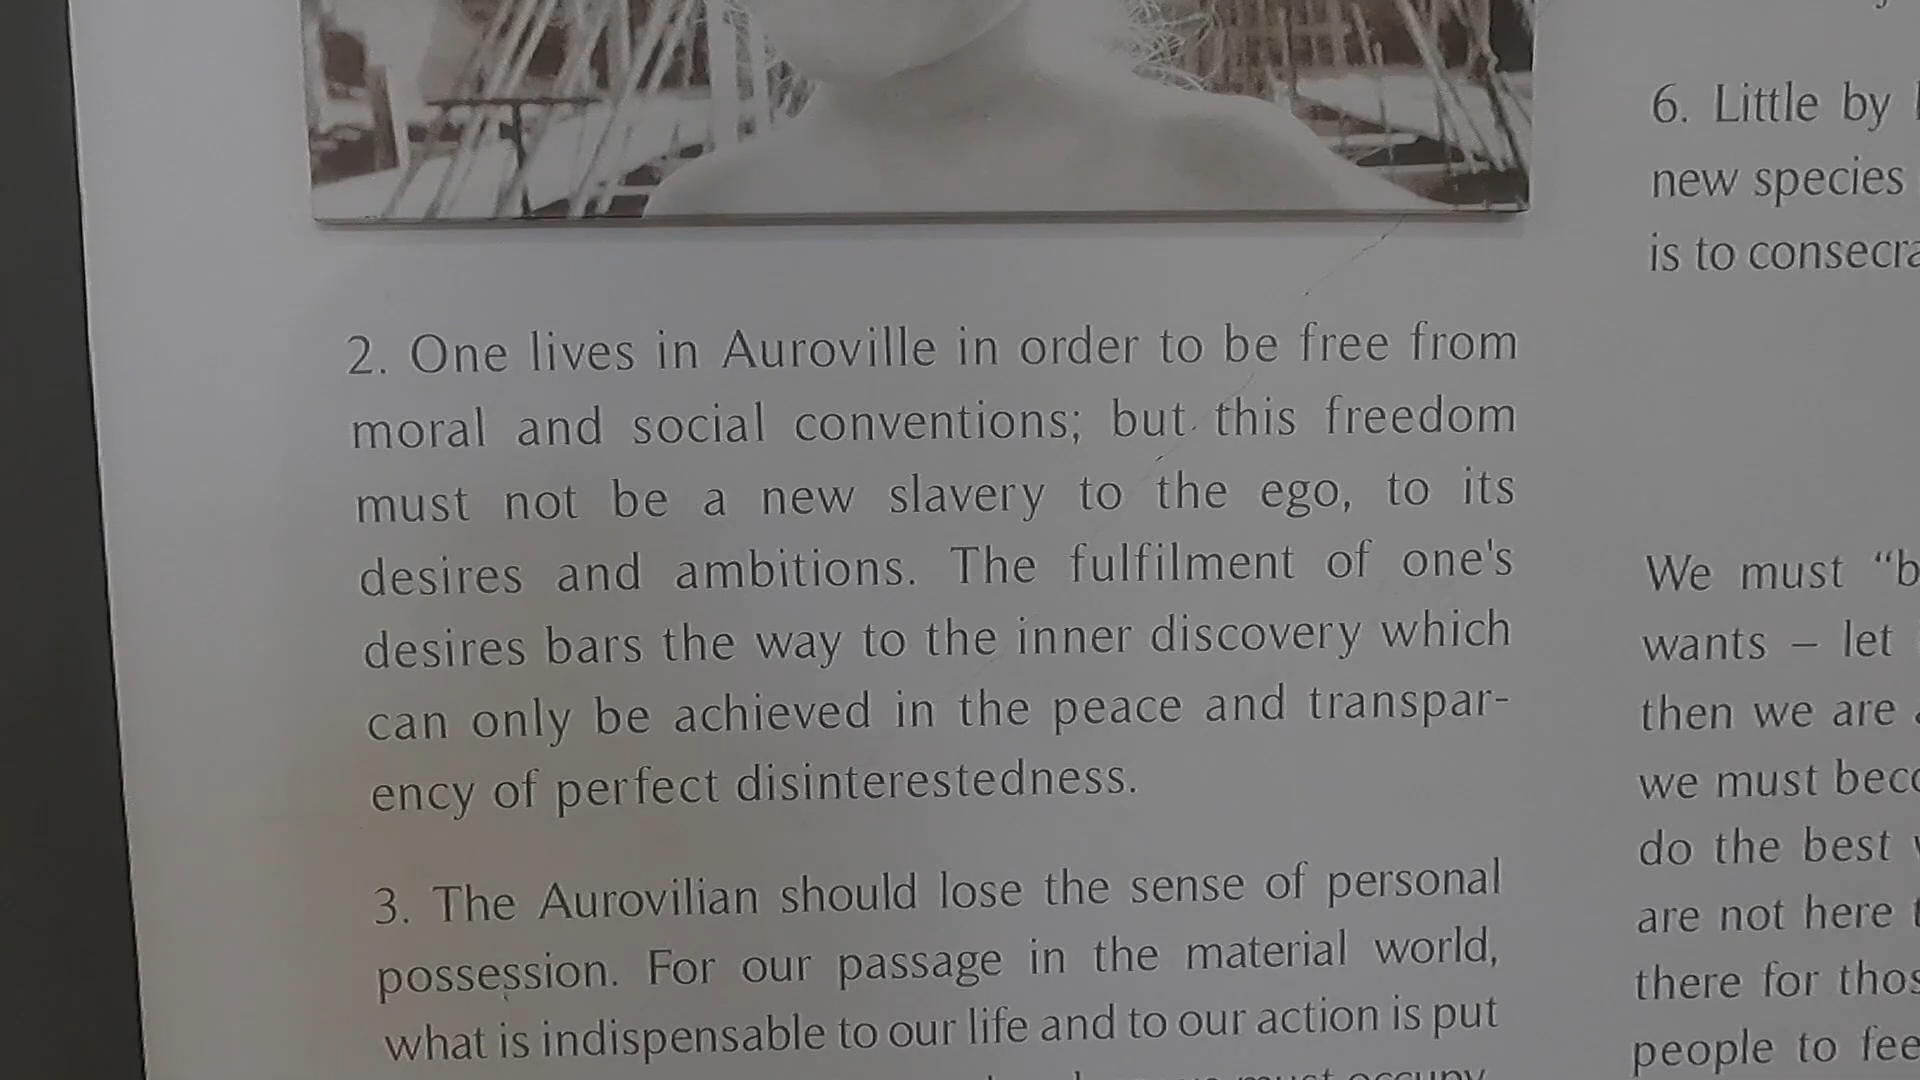 2. One lives in Auroville in order to be free from
moral and social conventions; but this freedom
must not be a new slavery to the ego, to its
desires and ambitions. The fulfilment of one's
desires bars the way to the inner discovery which
can only be achieved in the peace and transpar-
ency of perfect disinterestedness.
3. The Aurovilian should lose the sense of personal
possession. For our passage in the material world,
what is indispensable to our life and to our action is put
must occupy
6. Little by
new species
is to
We must
wants – let
then we are
we must
do the best
are not here
there for
people to